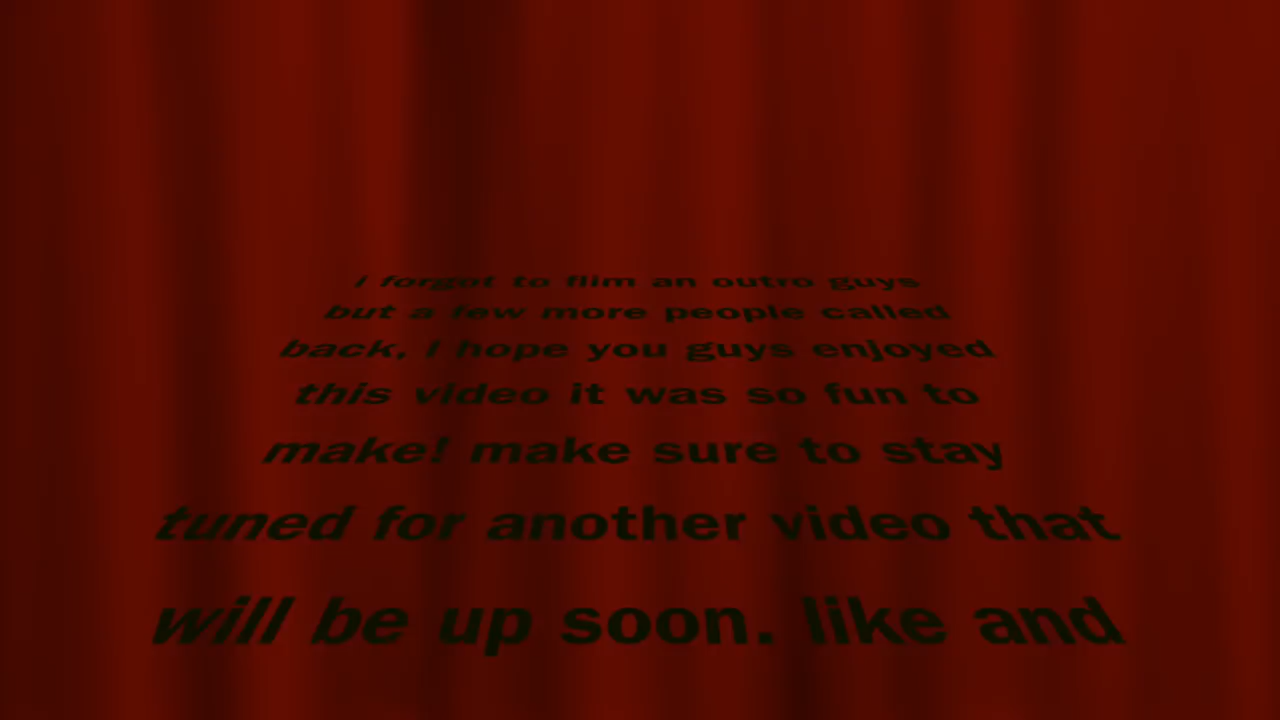 I forgot to film an outro guys
but a few more people called
back, I hope you guys enjoyed
this video it was so fun to
make! make sure to stay
tuned for another video that
will be up soon. like and